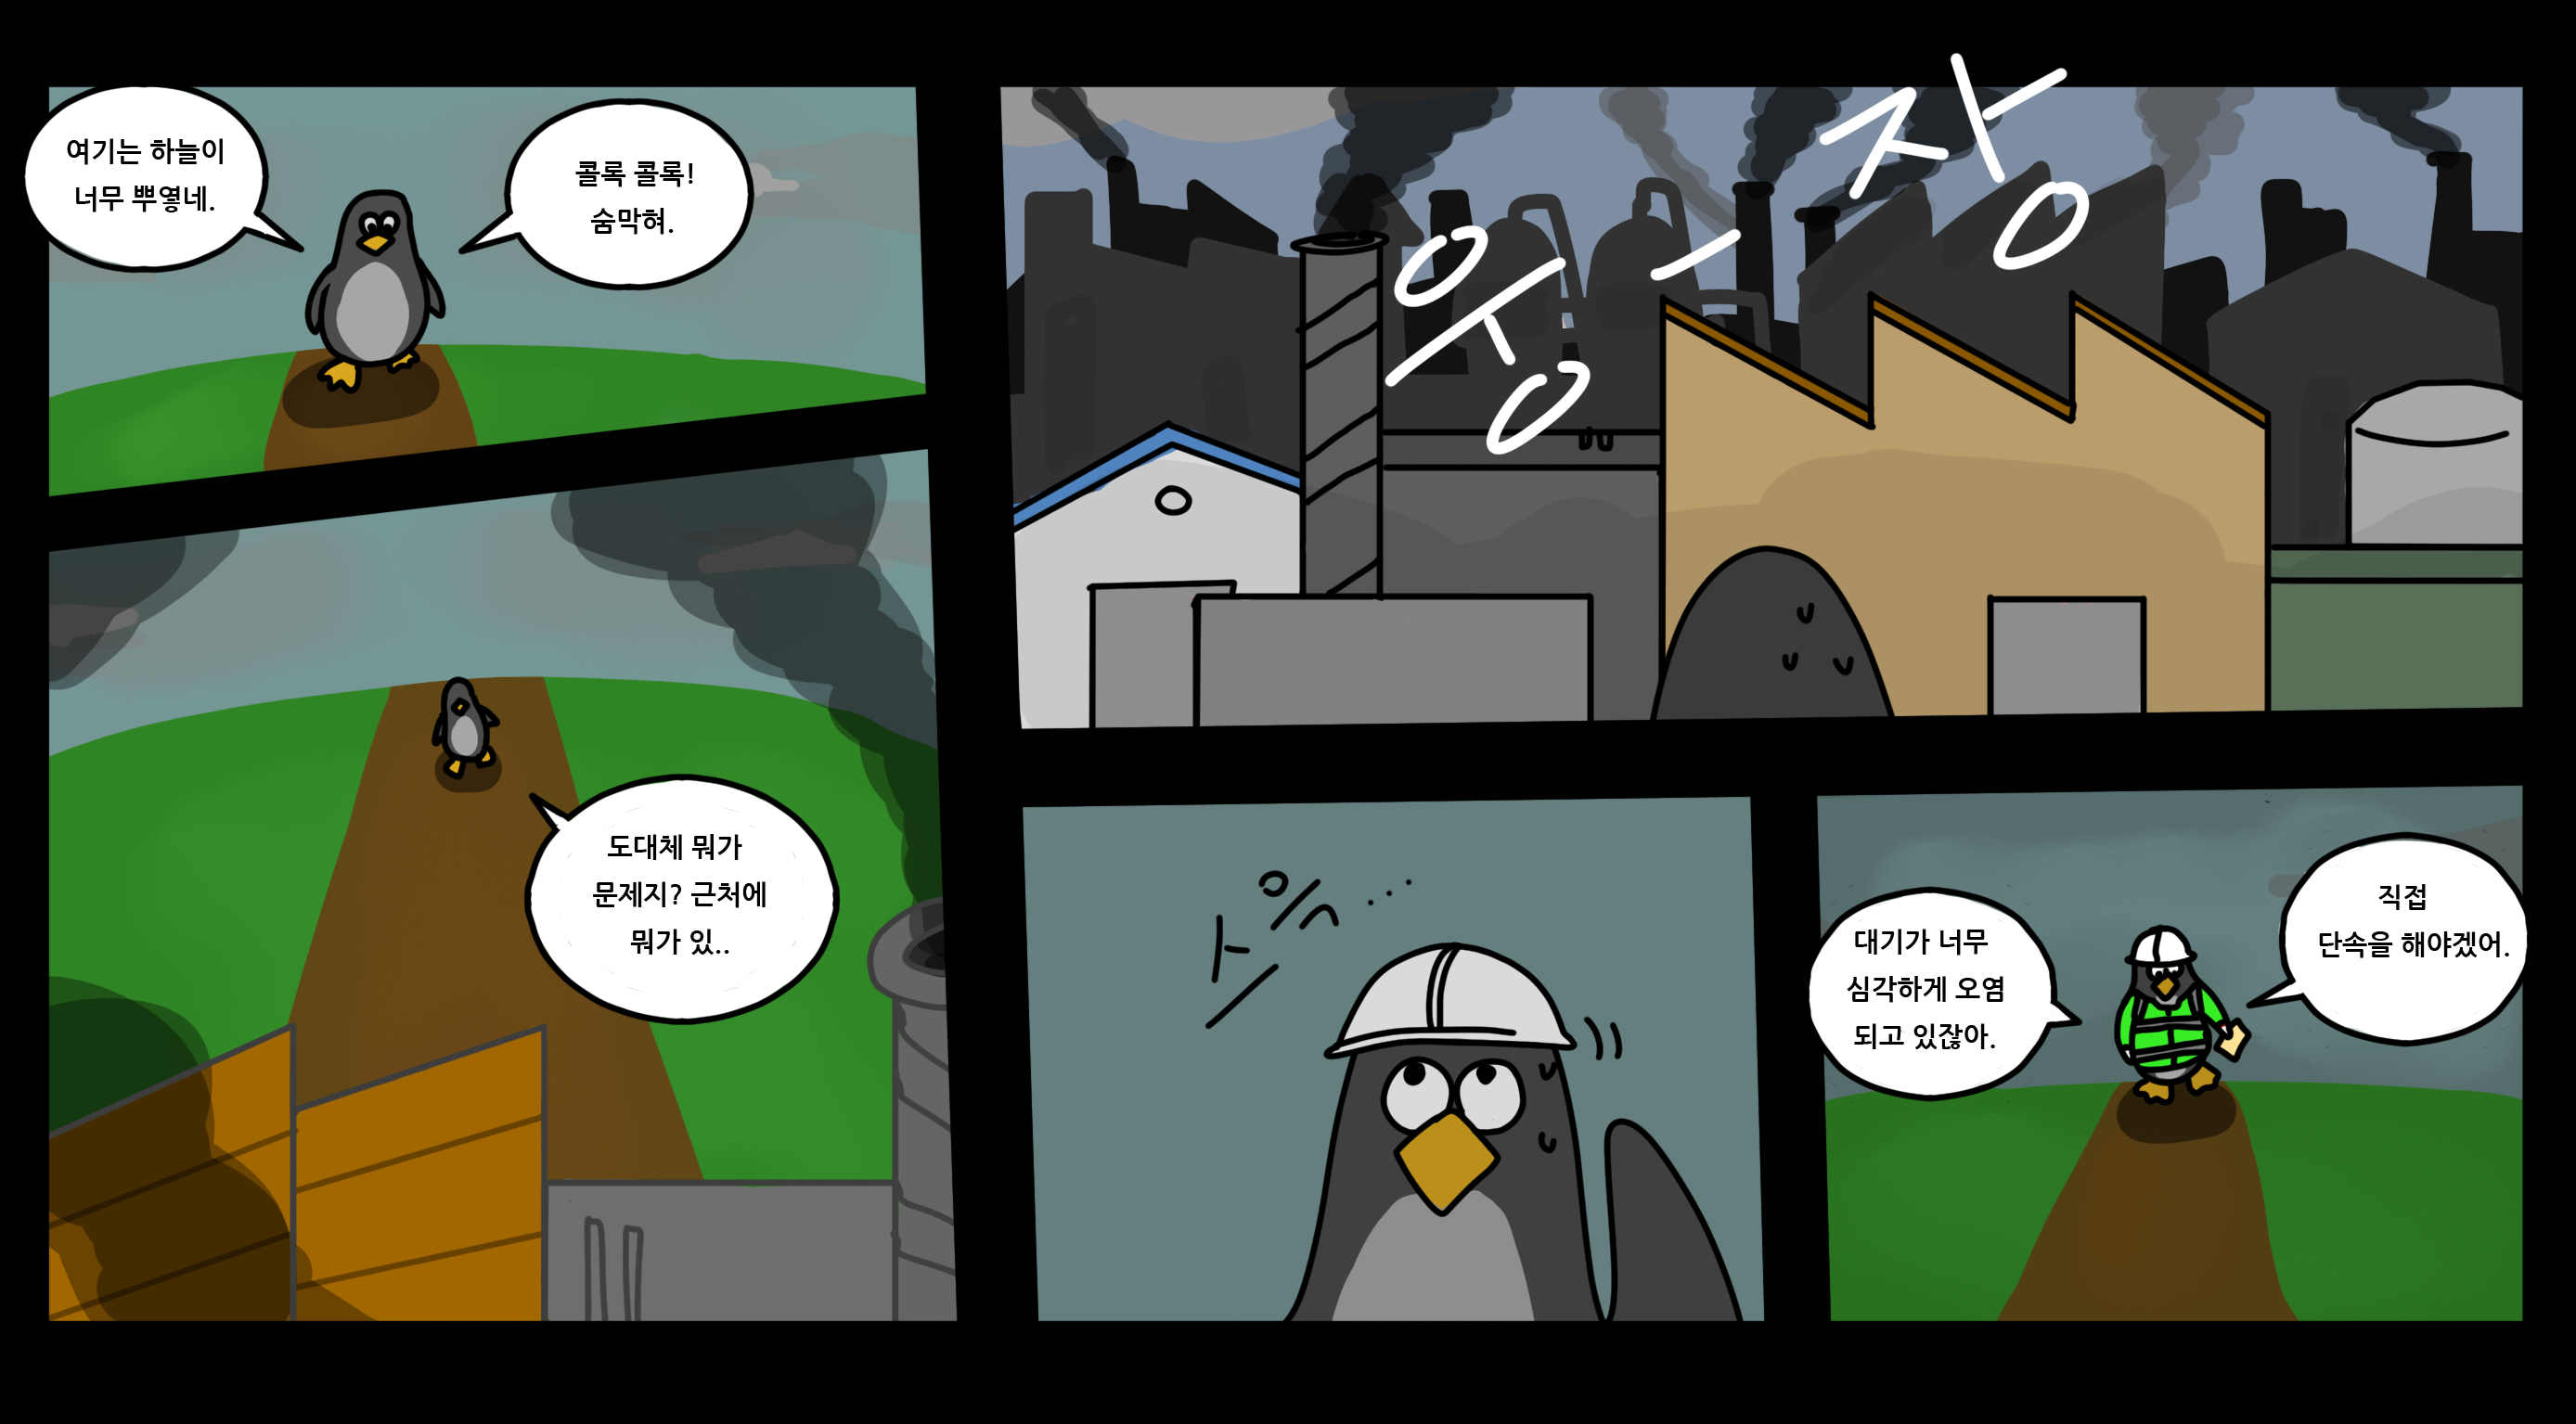 여기는 하늘이
너무 뿌옇네.
콜록 콜록!
숨막혀.
도대체 뭐가
문제지? 근처에
뭐가 있..
웅-장
스윽....
대기가 너무
심각하게 오염
되고 있잖아.
직접
단속을 해야겠어.